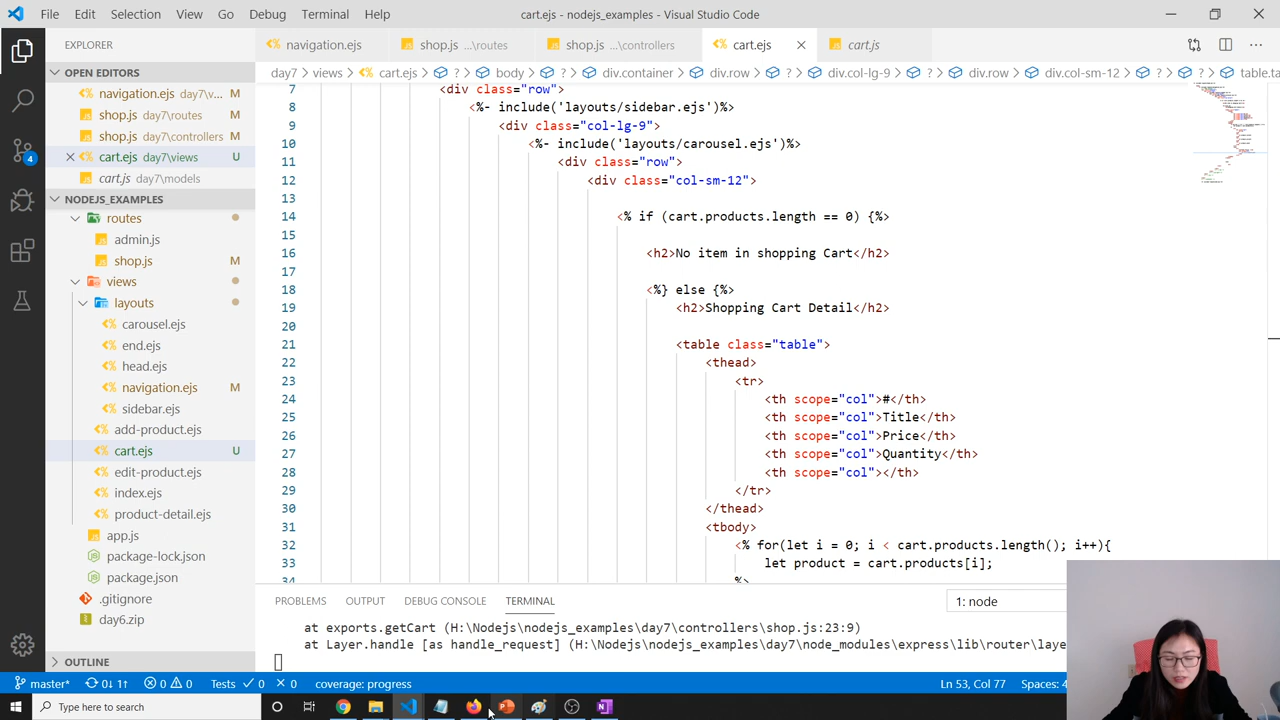 File Edit Selection View Go Debug Terminal Help cart.ejs - nodejs_examples - Visual Studio Code
EXPLORER
OPEN EDITORS
navigation.ejs day7\v... M
shop.js day7\routes M
shop.js day7\controllers M
cart.ejs day7\views U
cart.js day7\models
NODEJS_EXAMPLES
routes
admin.js
shop.js
views
layouts
carousel.ejs
end.ejs
head.ejs
navigation.ejs M
sidebar.ejs
add-product.ejs
cart.ejs U
edit-product.ejs
index.ejs
product-detail.ejs
app.js
package-lock.json
package.json
.gitignore
day6.zip
OUTLINE
navigation.ejs shop.js ...\routes shop.js ...\controllers cart.ejs cart.js
day7 > views > cart.ejs > ? > body > ? > div.container > div.row > ? > div.col-lg-9 > ? > div.row > div.col-sm-12 > ? > ? > table.ta
7 <div class="row">
8 <%- include('layouts/sidebar.ejs')%>
9 <div class="col-lg-9">
10 <%- include('layouts/carousel.ejs')%>
11 <div class="row">
12 <div class="col-sm-12">
13
14 <% if (cart.products.length == 0) {%>
15
16 <h2>No item in shopping Cart</h2>
17
18 <%} else {%>
19 <h2>Shopping Cart Detail</h2>
20
21 <table class="table">
22 <thead>
23 <tr>
24 <th scope="col">#</th>
25 <th scope="col">Title</th>
26 <th scope="col">Price</th>
27 <th scope="col">Quantity</th>
28 <th scope="col"></th>
29 </tr>
30 </thead>
31 <tbody>
32 <% for(let i = 0; i < cart.products.length(); i++){
33 let product = cart.products[i];
34 %>
PROBLEMS OUTPUT DEBUG CONSOLE TERMINAL 1: node
at exports.getCart (H:\Nodejs\nodejs_examples\day7\controllers\shop.js:23:9)
at Layer.handle [as handle_request] (H:\Nodejs\nodejs_examples\day7\node_modules\express\lib\router\laye
master* 0↓ 1↑ 0 0 Tests 0 0 coverage: progress Ln 53, Col 77 Spaces: 4
4
Type here to search